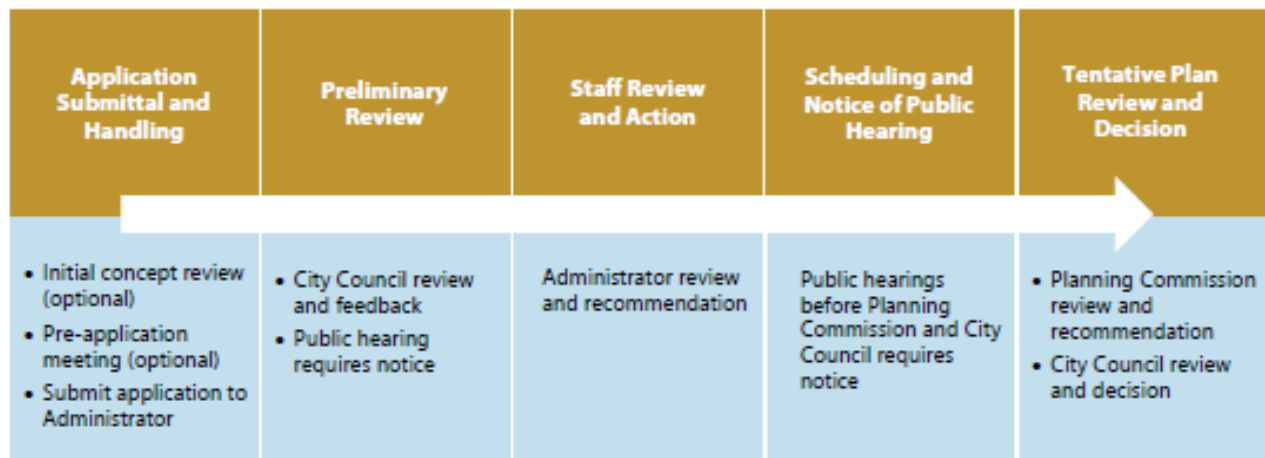 Application
Submittal and
Handling
Preliminary
Review
Staff Review
and Action
Scheduling and
Notice of Public
Hearing
Tentative Plan
Review and
Decision
• Initial concept review
(optional)
• Pre-application
meeting (optional)
• Submit application to
Administrator
• City Council review
and feedback
• Public hearing
requires notice
Administrator review
and recommendation
Public hearings
before Planning
Commission and City
Council requires
notice
• Planning Commission
review and
recommendation
• City Council review
and decision